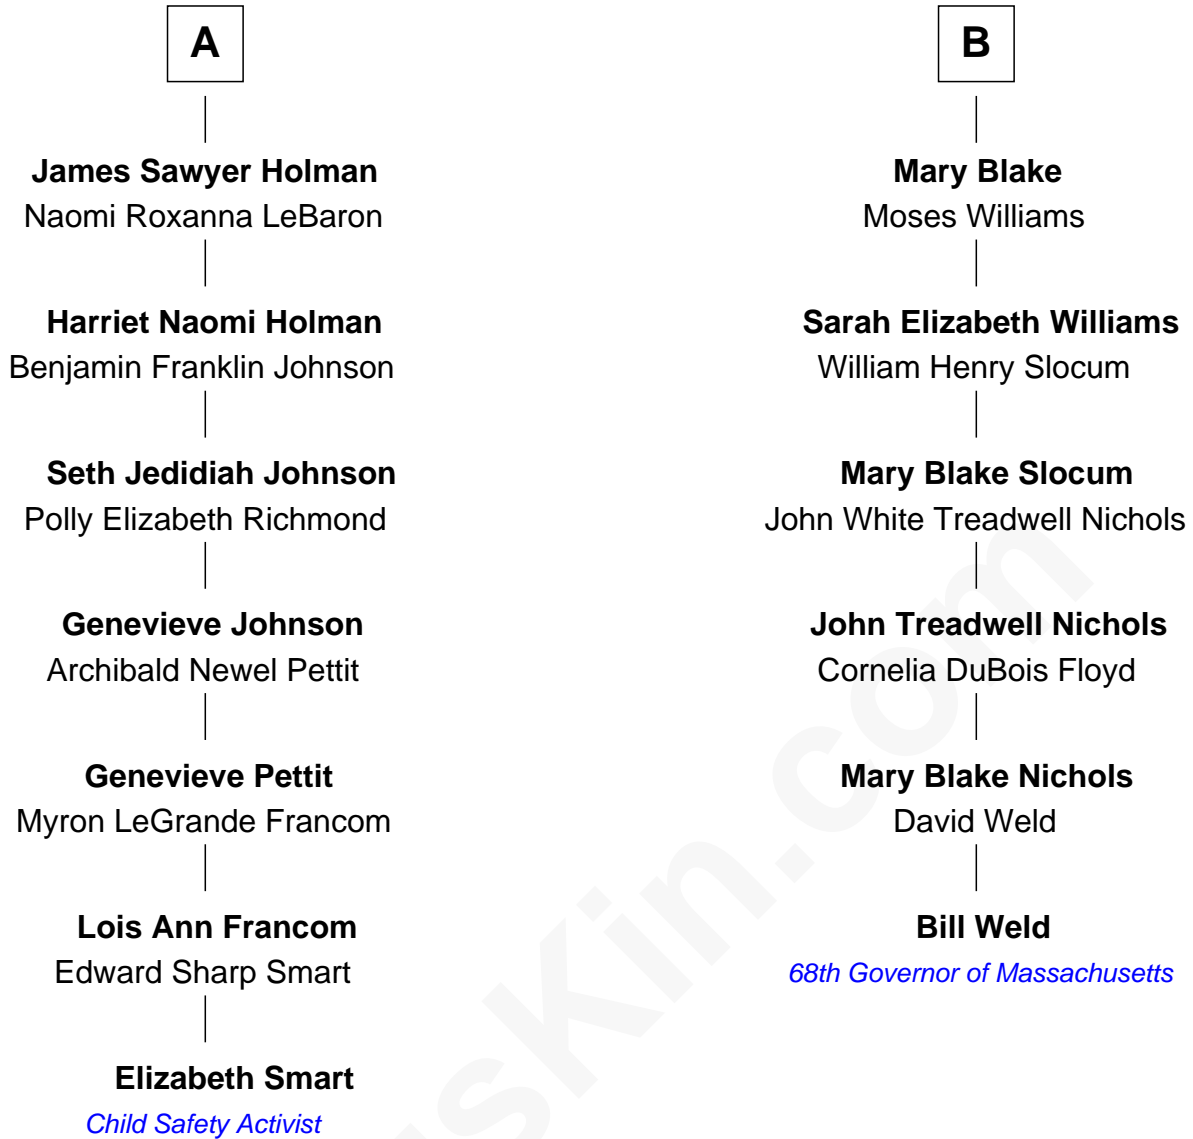 A
James Sawyer Holman
Naomi Roxanna LeBaron
Harriet Naomi Holman
Benjamin Franklin Johnson
Seth Jedidiah Johnson
Polly Elizabeth Richmond
Genevieve Johnson
Archibald Newel Pettit
Genevieve Pettit
Myron LeGrande Francom
Lois Ann Francom
Edward Sharp Smart
Elizabeth Smart
Child Safety Activist
B
Mary Blake
Moses Williams
Sarah Elizabeth Williams
William Henry Slocum
Mary Blake Slocum
John White Treadwell Nichols
John Treadwell Nichols
Cornelia DuBois Floyd
Mary Blake Nichols
David Weld
Bill Weld
68th Governor of Massachusetts
usKin.com